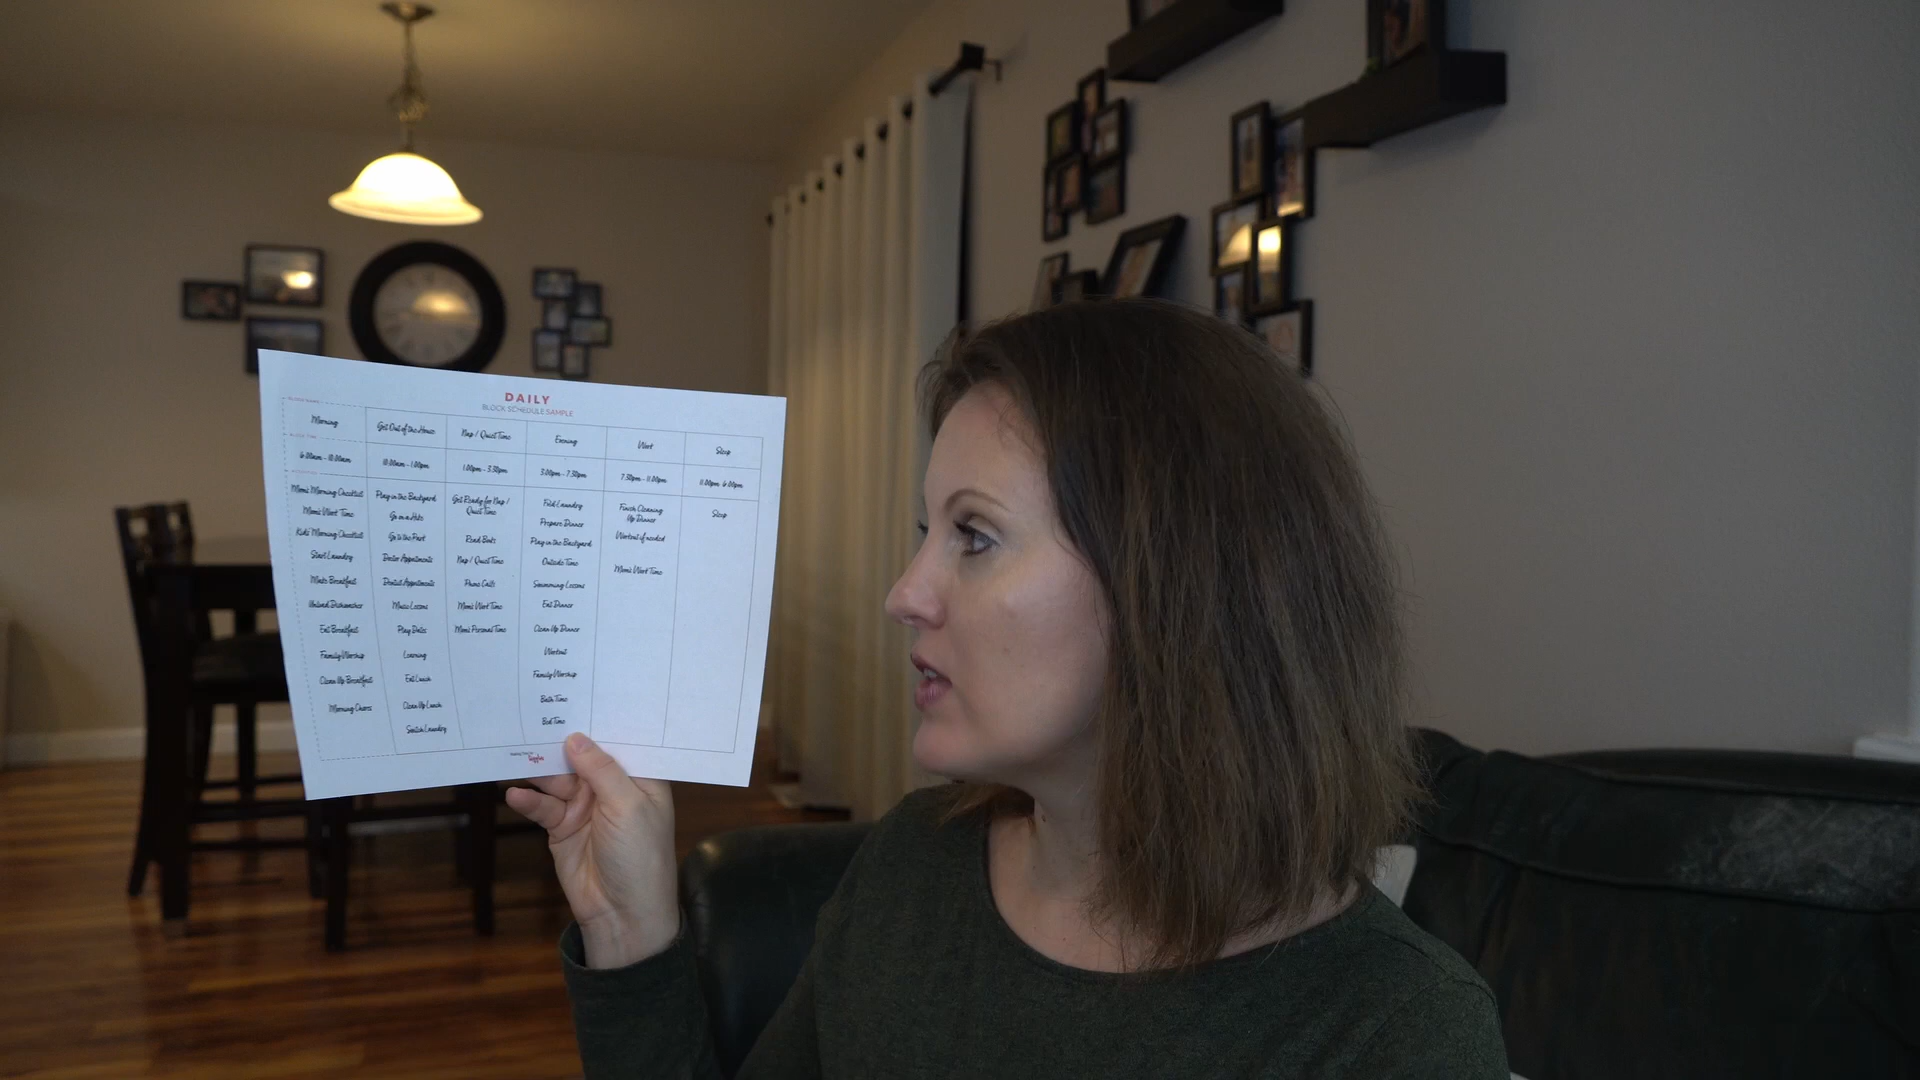 DAILY
BLOCK SCHEDULE SAMPLE
BLOCK NAME
Morning
Get Out of the House
Nap / Quiet Time
Evening
Work
Sleep
BLOCK TIME
6:00am - 10:00am
10:00am - 1:00pm
1:00pm - 3:30pm
3:00pm - 7:30pm
7:30pm - 11:00pm
11:00pm - 6:00pm
Mom's Morning Checklist
Mom's Work Time
Kids' Morning Checklist
Start Laundry
Make Breakfast
Unload Dishwasher
Eat Breakfast
Family Worship
Clean Up Breakfast
Morning Chores
Play in the Backyard
Go on a Hike
Go to the Park
Doctor Appointments
Dentist Appointments
Music Lessons
Play Dates
Learning
Eat Lunch
Clean Up Lunch
Switch Laundry
Get Ready for Nap /
Quiet Time
Read Books
Nap / Quiet Time
Phone Calls
Mom's Work Time
Mom's Personal Time
Fold Laundry
Prepare Dinner
Play in the Backyard
Outside Time
Swimming Lessons
Eat Dinner
Clean Up Dinner
Workout
Family Worship
Bath Time
Bed Time
Finish Cleaning
Up Dinner
Workout if needed
Mom's Work Time
Sleep